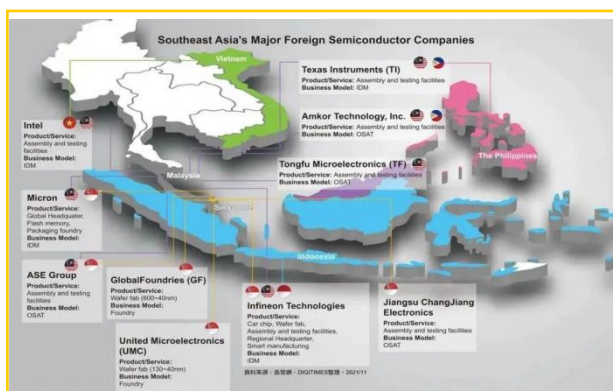 Southeast Asia's Major Foreign Semiconductor Companies
Vietnam
Texas Instruments (TI)
Product/Service: Assembly and testing facilities
Business Model: IDM
Amkor Technology, Inc.
Product/Service: Assembly and testing facilities
Business Model: OSAT
Intel
Product/Service:
Assembly and testing
facilities
Business Model:
IDM
Malaysia
Tongfu Microelectronics (TF)
Product/Service: Assembly and testing facilities
Business Model: OSAT
The Philippines
Micron
Product/Service:
Global Headquater,
Flash memory,
Packaging foundry
Business Model:
IDM
Singapore
Indonesia
ASE Group
Product/Service:
Assembly and testing
facilities
Business Model:
OSAT
GlobalFoundries (GF)
Product/Service:
Wafer fab (600~40nm)
Business Model:
Foundry
Infineon Technologies
Product/Service:
Car chip, Wafer fab,
Assembly and testing facilities,
Regional Headquarter,
Smart manufacturing
Business Model:
IDM
Jiangsu ChangJiang
Electronics
Product/Service:
Assembly and testing facilities
Business Model:
OSAT
United Microelectronics
(UMC)
Product/Service:
Wafer fab (130~40nm)
Business Model:
Foundry
資料來源：各官網，DIGITIMES整理，2021/11